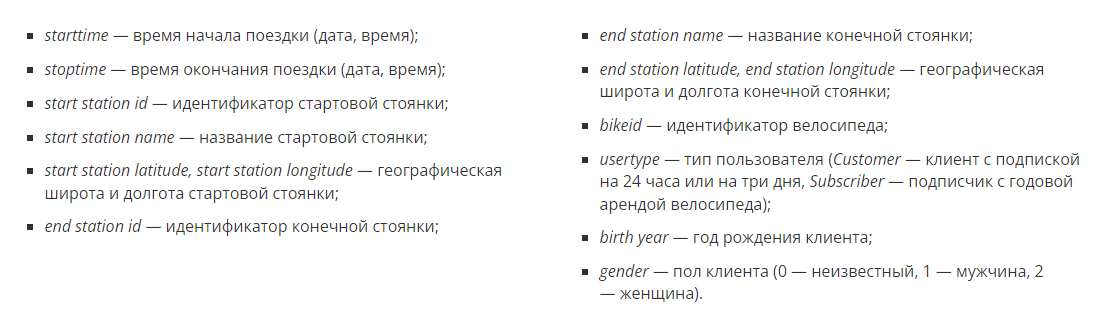 ▪ starttime — время начала поездки (дата, время);
▪ stoptime — время окончания поездки (дата, время);
▪ start station id — идентификатор стартовой стоянки;
▪ start station name — название стартовой стоянки;
▪ start station latitude, start station longitude — географическая
широта и долгота стартовой стоянки;
▪ end station id — идентификатор конечной стоянки;
▪ end station name — название конечной стоянки;
▪ end station latitude, end station longitude — географическая
широта и долгота конечной стоянки;
▪ bikeid — идентификатор велосипеда;
▪ usertype — тип пользователя (Customer — клиент с подпиской
на 24 часа или на три дня, Subscriber — подписчик с годовой
арендой велосипеда);
▪ birth year — год рождения клиента;
▪ gender — пол клиента (0 — неизвестный, 1 — мужчина, 2
— женщина).